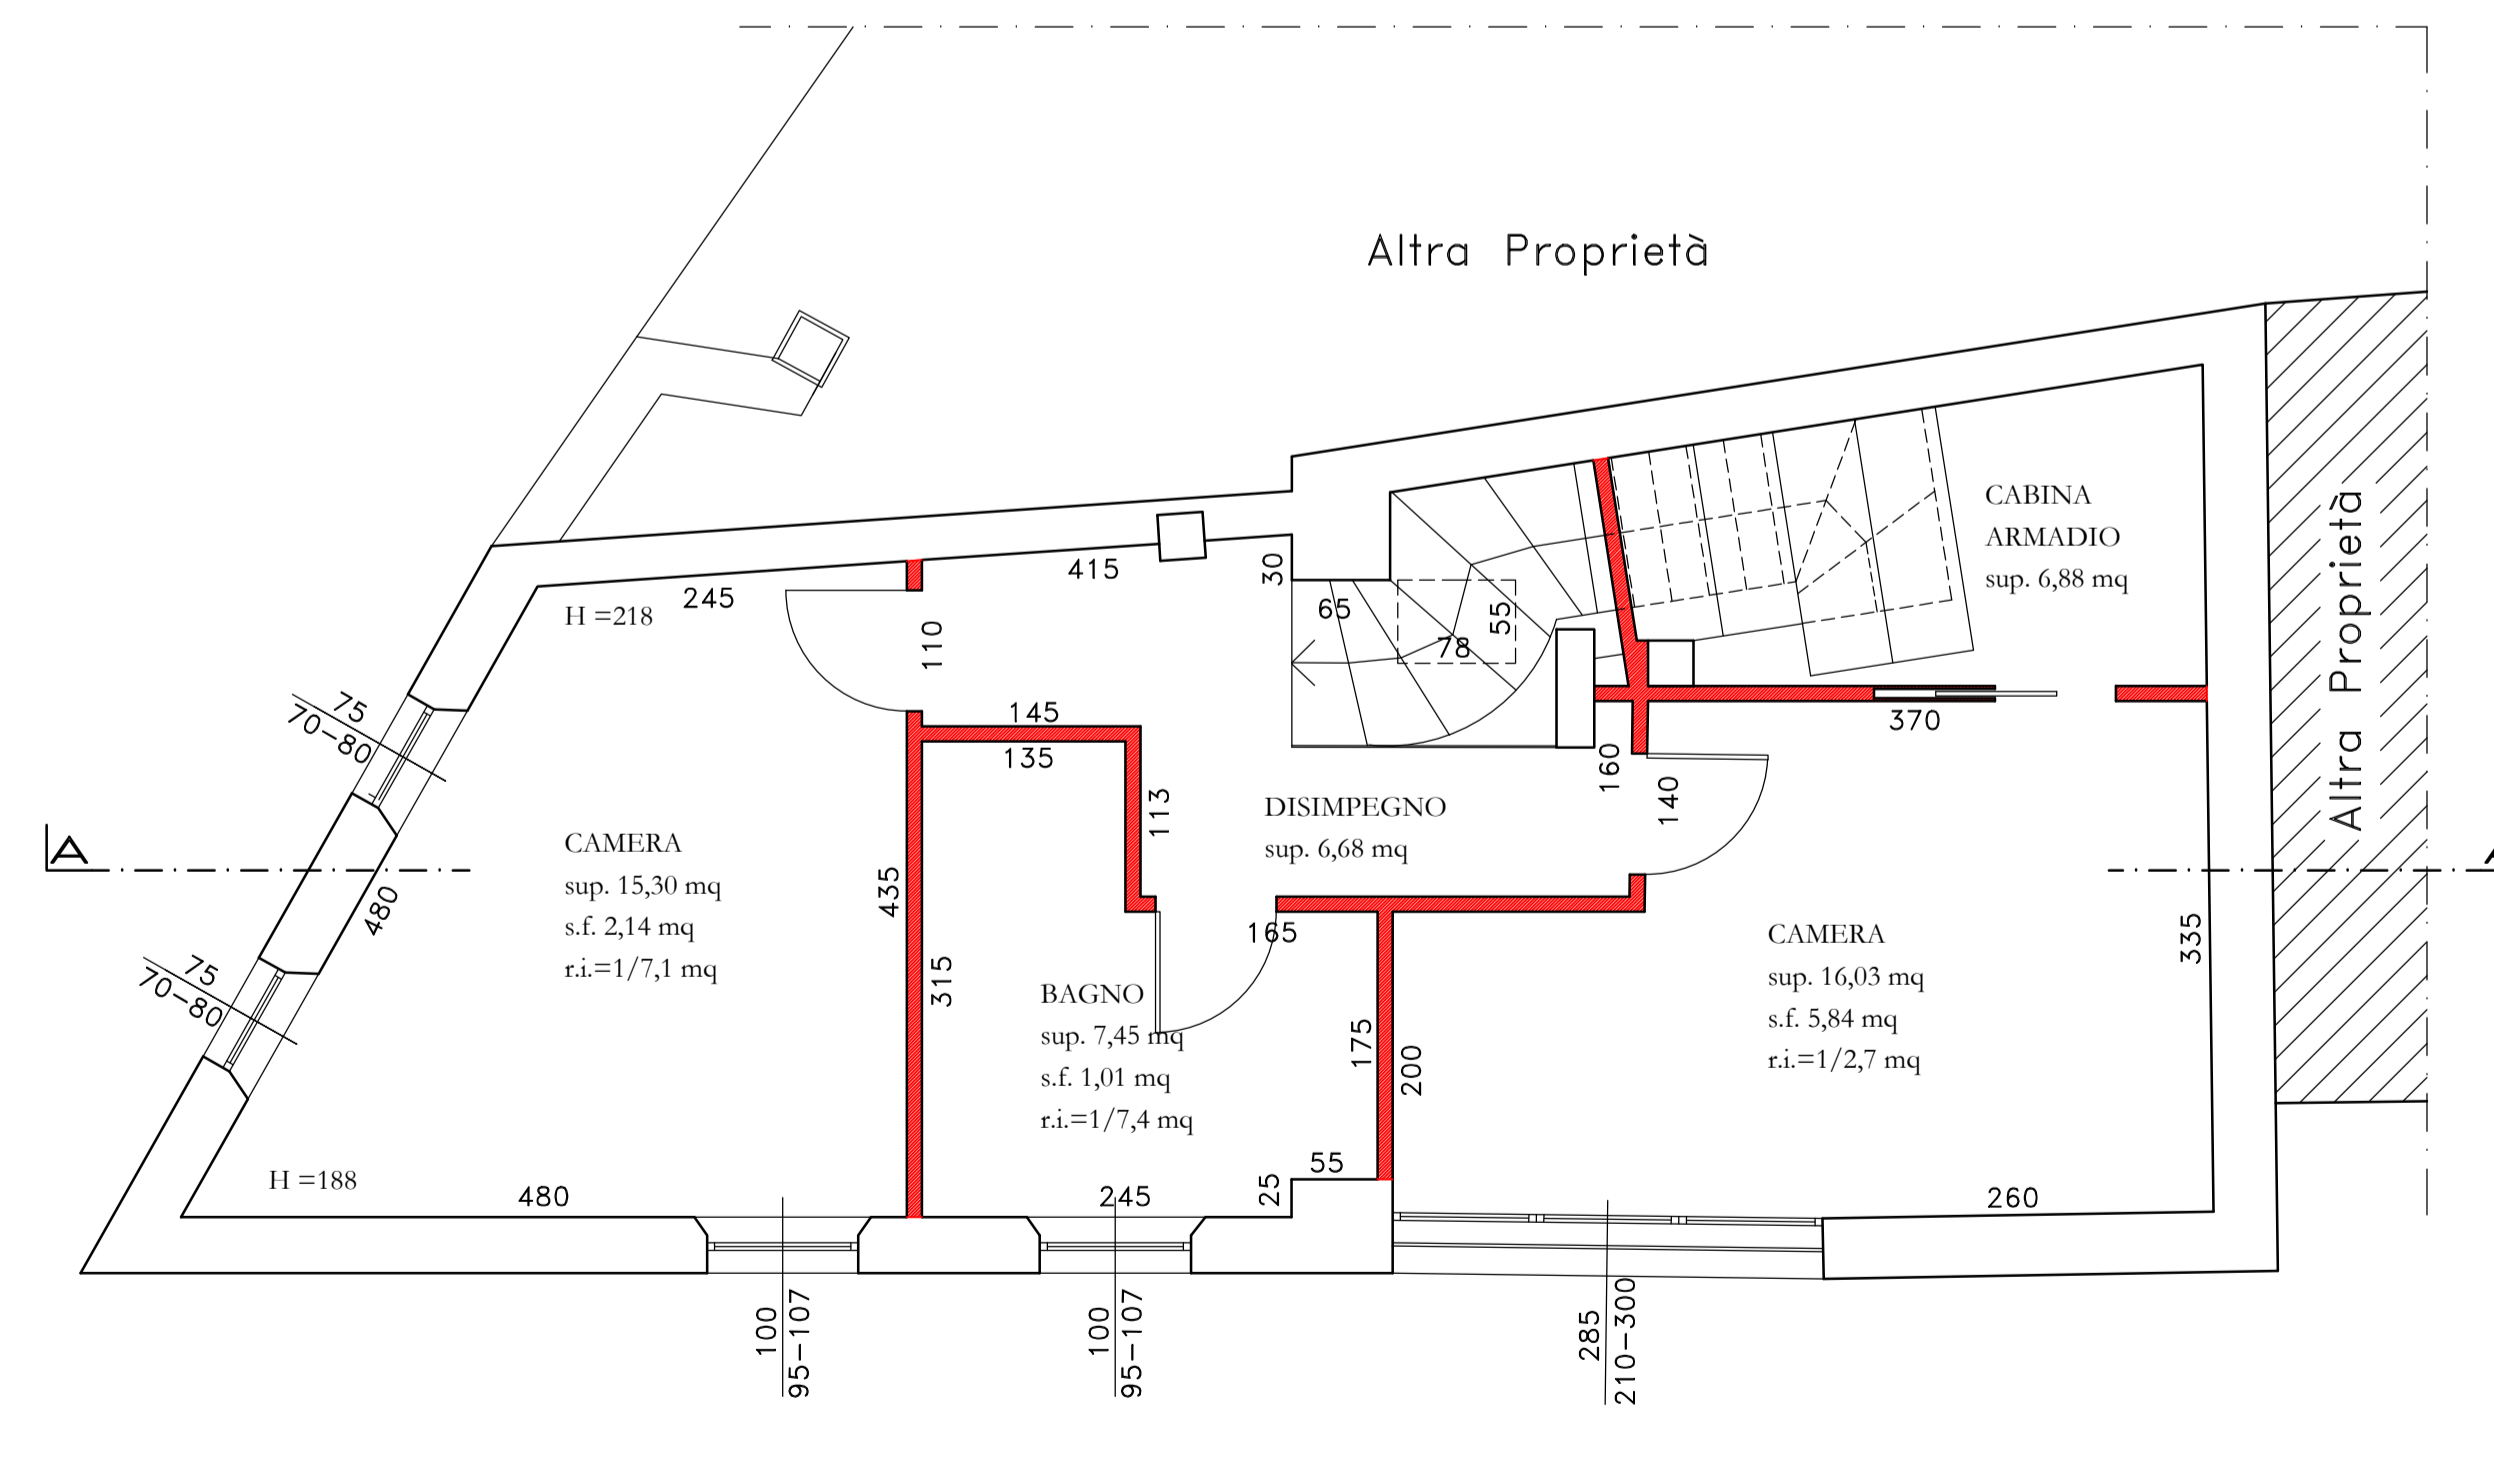 Altra Proprietà
CABINA
ARMADIO
sup. 6,88 mq
Altra Proprietà
415
30
245
H =218
65
55
78
110
75
70-80
145
135
370
160
140
113
DISIMPEGNO
sup. 6,68 mq
A
CAMERA
sup. 15,30 mq
s.f. 2,14 mq
r.i.=1/7,1 mq
480
435
165
CAMERA
sup. 16,03 mq
s.f. 5,84 mq
r.i.=1/2,7 mq
335
75
70-80
315
BAGNO
sup. 7,45 mq
s.f. 1,01 mq
r.i.=1/7,4 mq
175
200
H =188
55
25
480
245
260
100
95-107
100
95-107
285
210-300